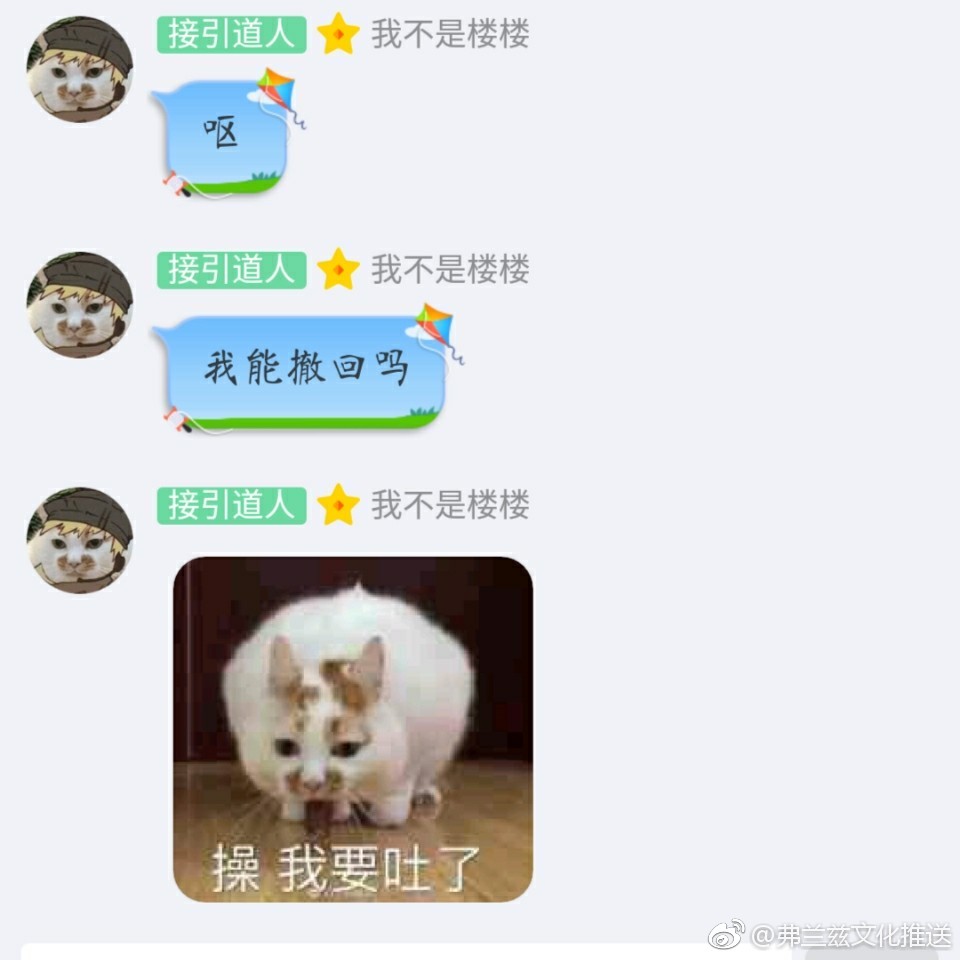 接引道人 我不是楼楼
呕
接引道人 我不是楼楼
我能撤回吗
接引道人 我不是楼楼
操 我要吐了
@弗兰兹文化推送